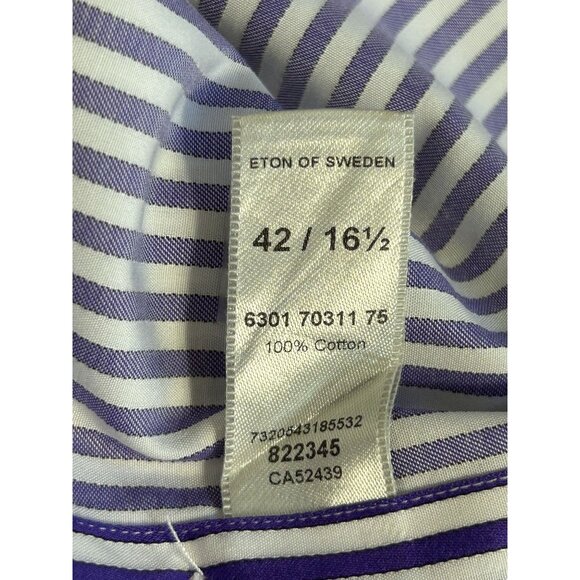 ETON OF SWEDEN
42 / 16½
6301 70311 75
100% Cotton
7320543185532
822345
CA52439